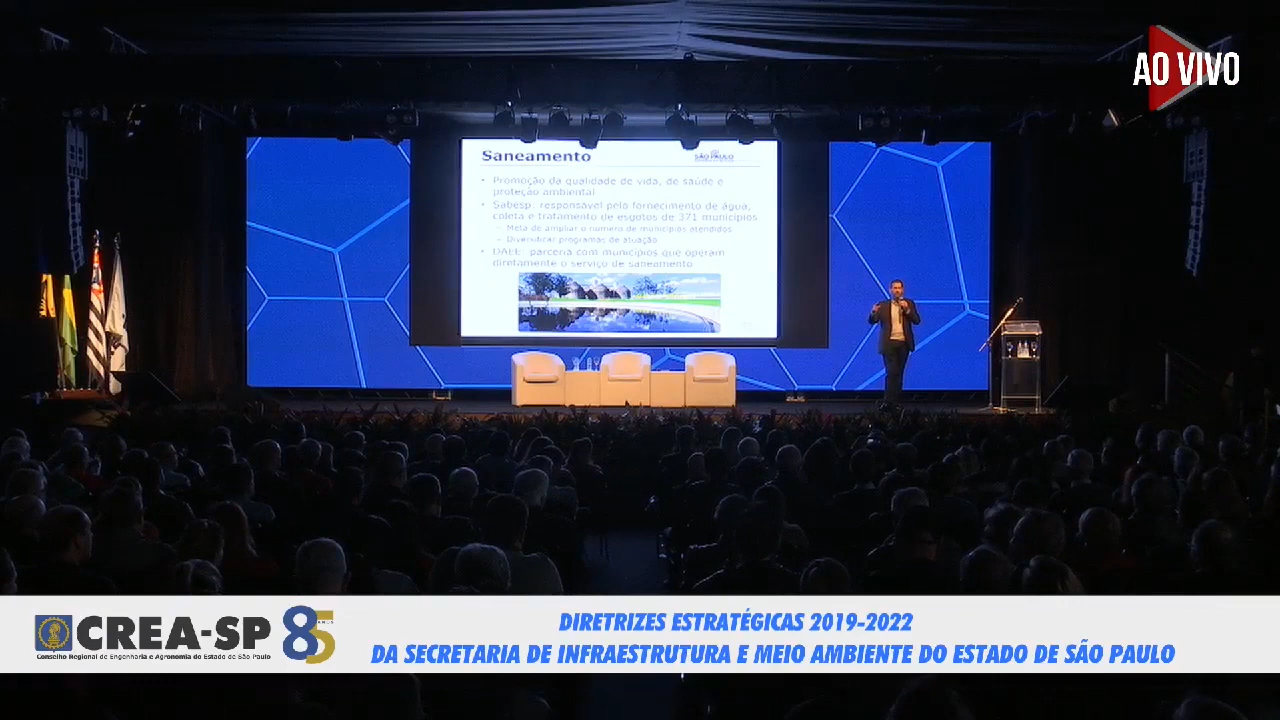 AO VIVO
Saneamento
SÃO PAULO
• Promoção da qualidade de vida, de saúde e
proteção ambiental
• Sabesp: responsável pelo fornecimento de água,
coleta e tratamento de esgotos de 371 municípios
– Meta de ampliar o número de municípios atendidos
– Diversificar programas de atuação
• DAEE: parceria com municípios que operam
diretamente o serviço de saneamento
CREA-SP 85 ANOS
Conselho Regional de Engenharia e Agronomia do Estado de São Paulo
DIRETRIZES ESTRATÉGICAS 2019-2022
DA SECRETARIA DE INFRAESTRUTURA E MEIO AMBIENTE DO ESTADO DE SÃO PAULO